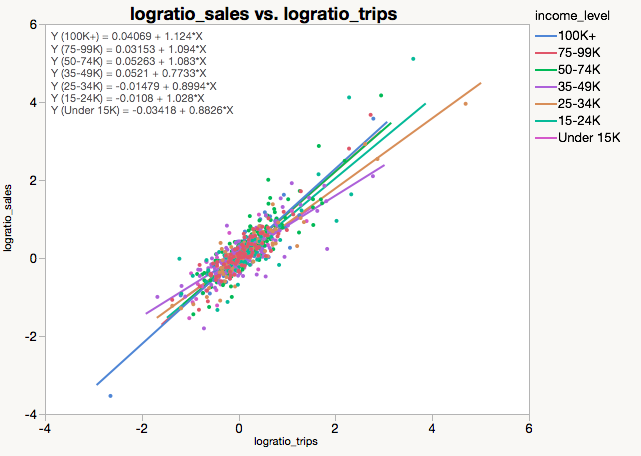 logratio_sales vs. logratio_trips
Y (100K+) = 0.04069 + 1.124*X
Y (75-99K) = 0.03153 + 1.094*X
Y (50-74K) = 0.05263 + 1.083*X
Y (35-49K) = 0.0521 + 0.7733*X
Y (25-34K) = -0.01479 + 0.8994*X
Y (15-24K) = -0.0108 + 1.028*X
Y (Under 15K) = -0.03418 + 0.8826*X
income_level
100K+
75-99K
50-74K
35-49K
25-34K
15-24K
Under 15K
logratio_sales
6
4
2
0
-2
-4
-4
-2
0
2
4
6
logratio_trips